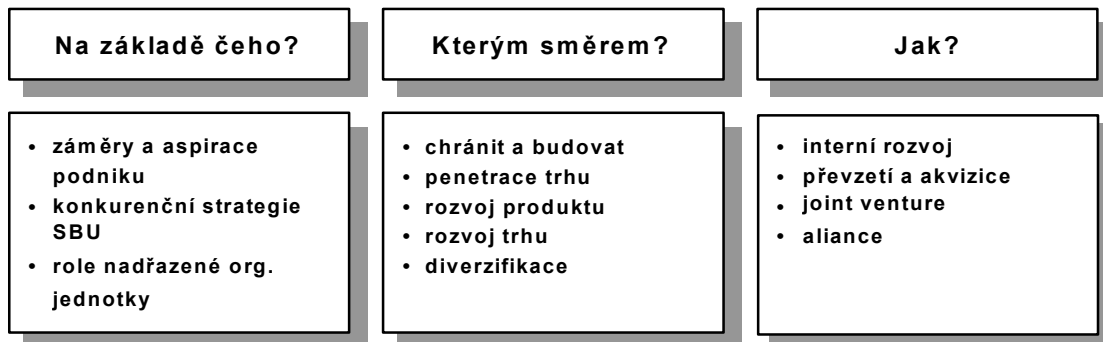 Na základě čeho?
• záměry a aspirace
podniku
• konkurenční strategie
SBU
• role nadřazené org.
jednotky
Kterým směrem?
• chránit a budovat
• penetrace trhu
• rozvoj produktu
• rozvoj trhu
• diverzifikace
Jak?
• interní rozvoj
• převzetí a akvizice
• joint venture
• aliance